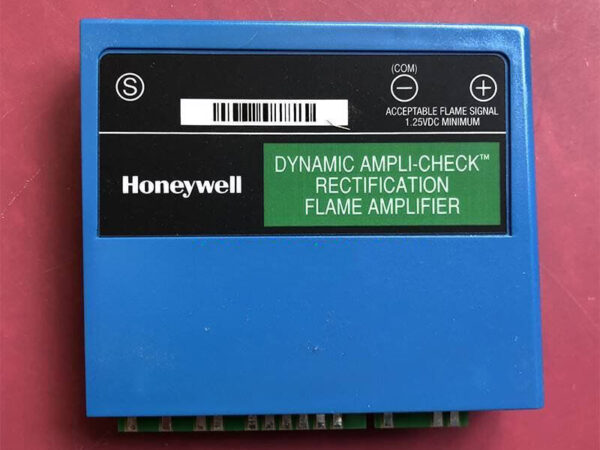 S
(COM)
− +
ACCEPTABLE FLAME SIGNAL
1.25VDC MINIMUM
Honeywell
DYNAMIC AMPLI-CHECK™
RECTIFICATION
FLAME AMPLIFIER